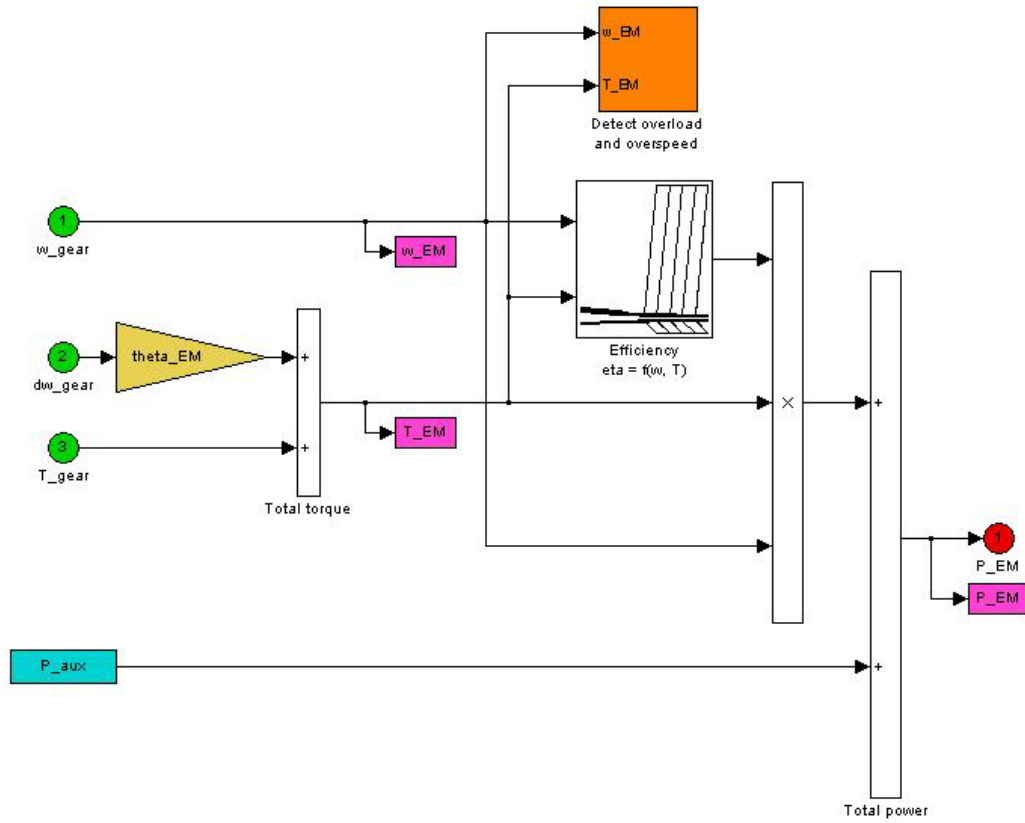 w_EM
T_EM
Detect overload
and overspeed
1
w_gear
w_EM
Efficiency
eta = f(w, T)
2
dw_gear
theta_EM
+
3
T_gear
+
T_EM
Total torque
×
+
1
P_EM
P_EM
P_aux
+
Total power